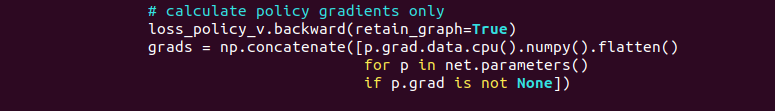 # calculate policy gradients only
loss_policy_v.backward(retain_graph=True)
grads = np.concatenate([p.grad.data.cpu().numpy().flatten()
for p in net.parameters()
if p.grad is not None])